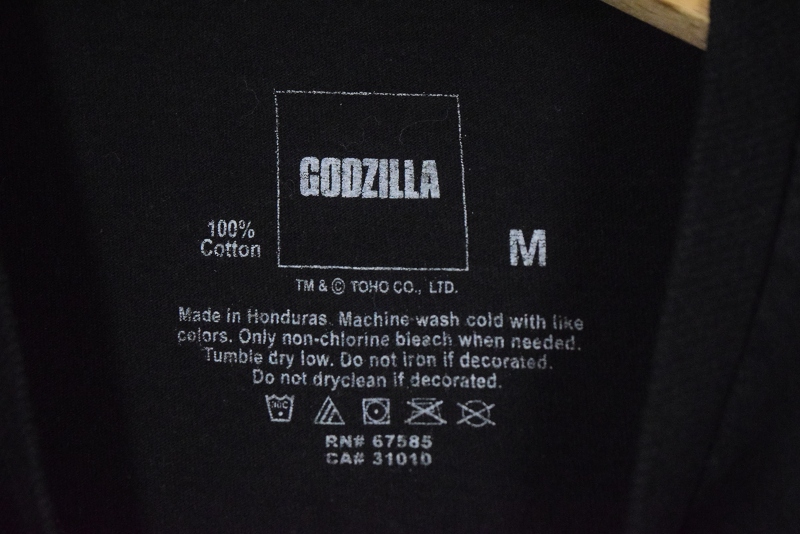 GODZILLA
100%
Cotton
M
TM & © TOHO CO., LTD.
Made in Honduras. Machine wash cold with like
colors. Only non-chlorine bleach when needed.
Tumble dry low. Do not iron if decorated.
Do not dryclean if decorated.
30C
RN# 67585
CA# 31010